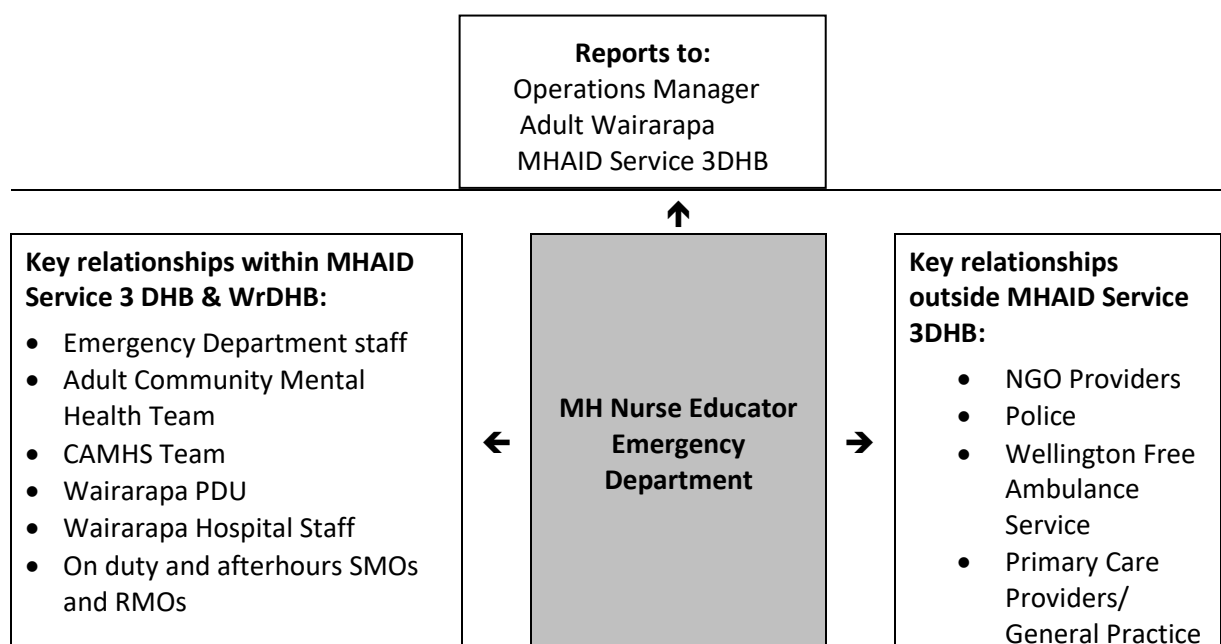 Reports to:
Operations Manager
Adult Wairarapa
MHAID Service 3DHB
Key relationships within MHAID
Service 3 DHB & WrDHB:
• Emergency Department staff
• Adult Community Mental
Health Team
• CAMHS Team
• Wairarapa PDU
• Wairarapa Hospital Staff
• On duty and afterhours SMOs
and RMOs
MH Nurse Educator
Emergency
Department
Key relationships
outside MHAID Service
3DHB:
• NGO Providers
• Police
• Wellington Free
Ambulance
Service
• Primary Care
Providers/
General Practice